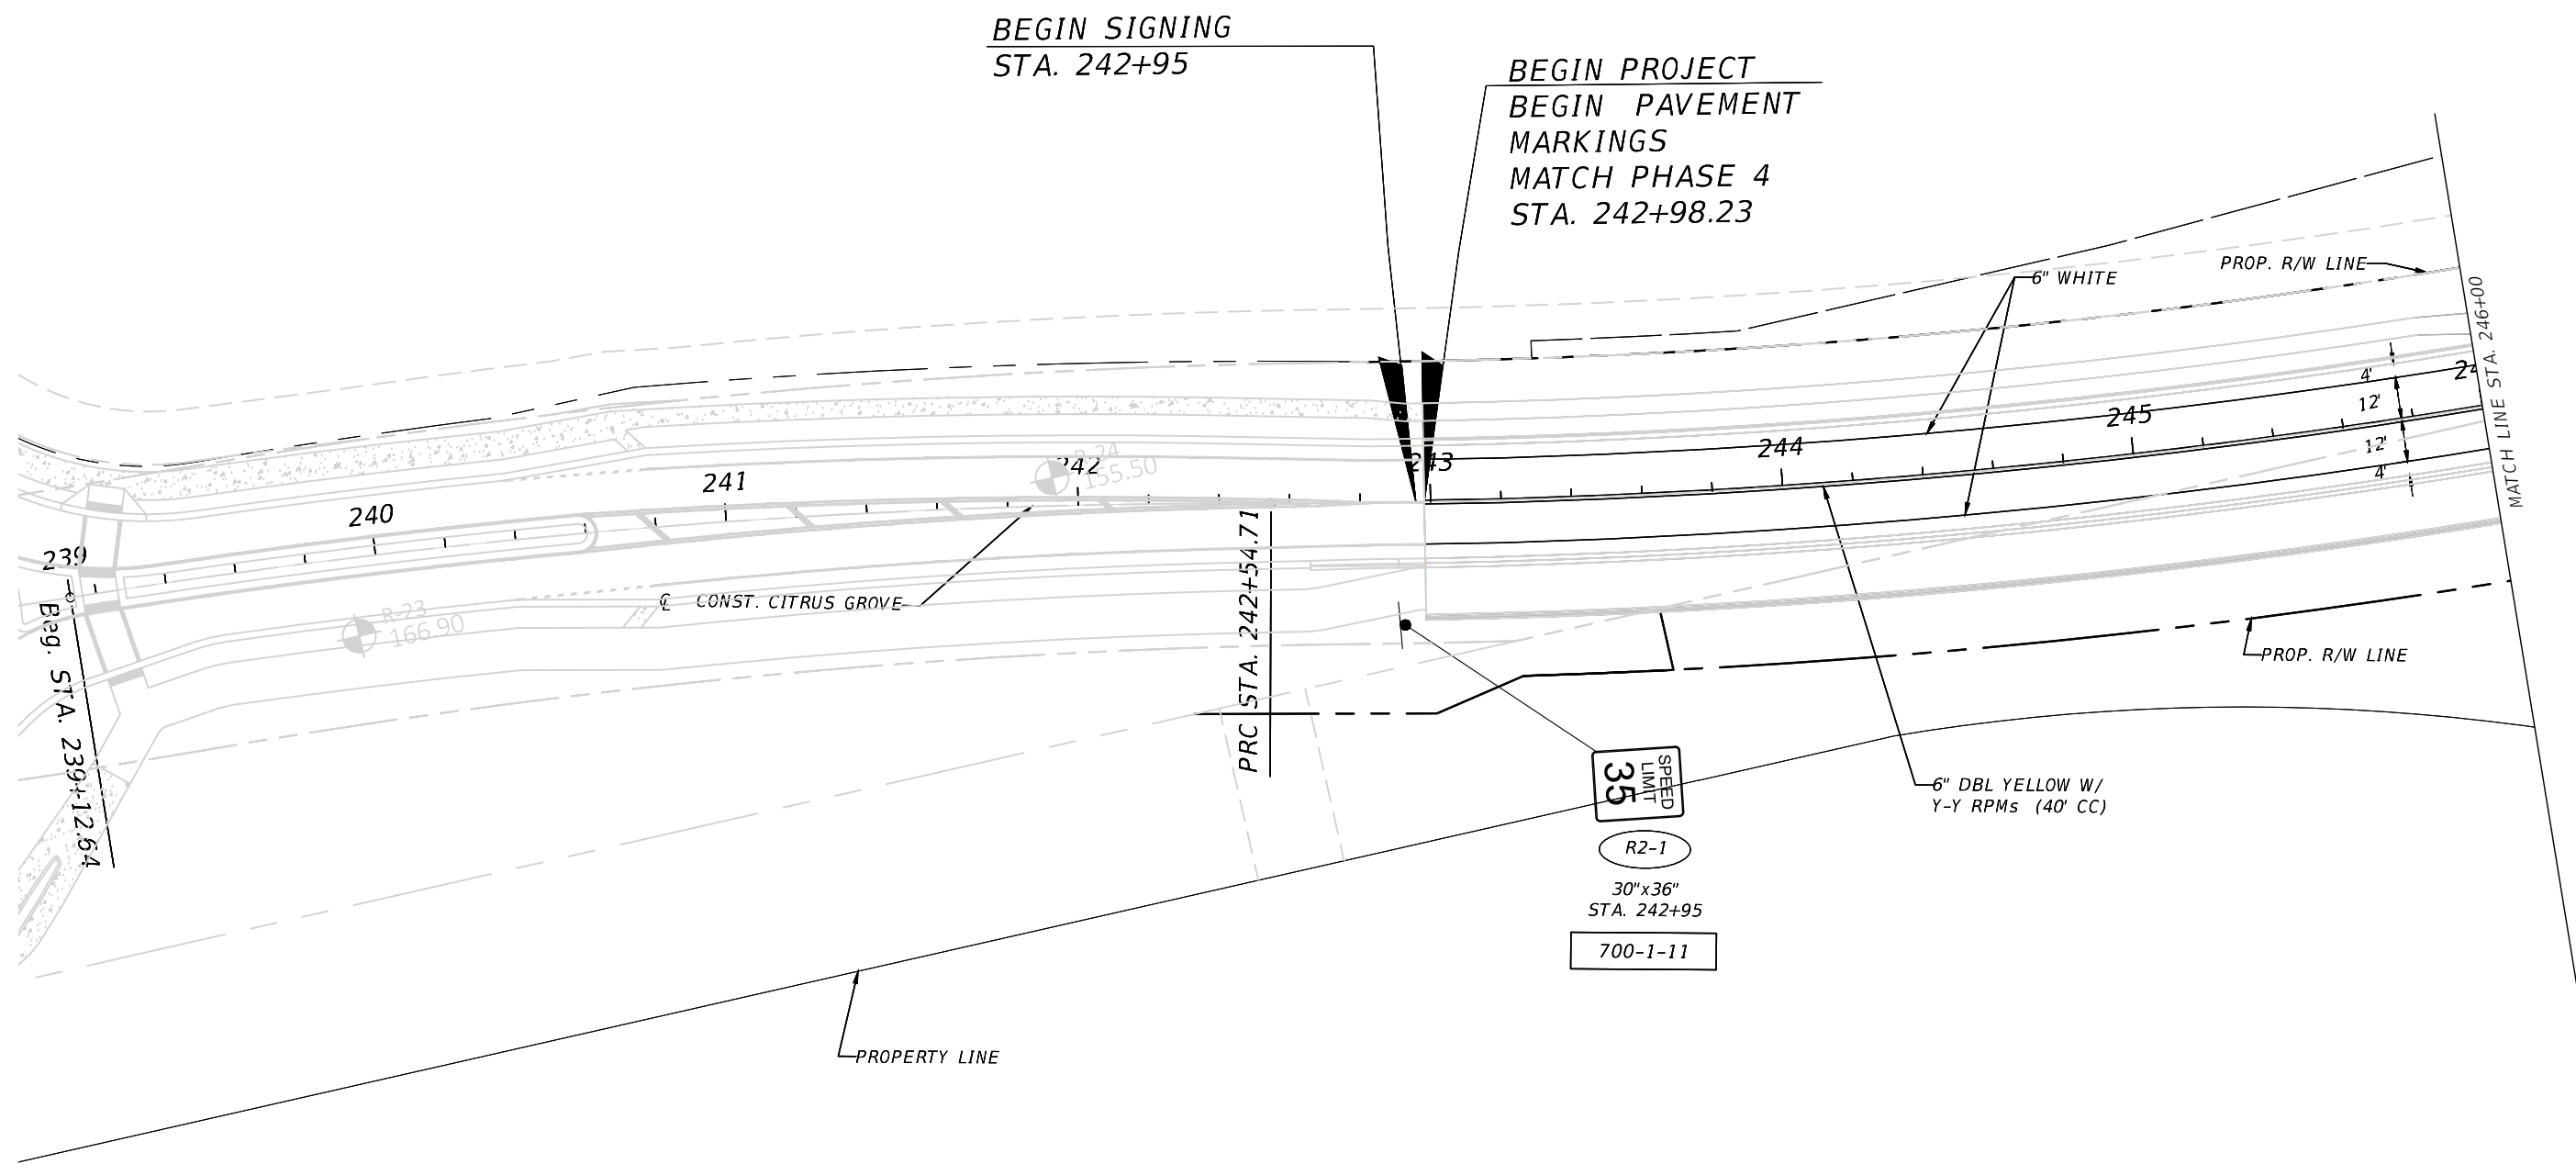 BEGIN SIGNING
STA. 242+95
BEGIN PROJECT
BEGIN PAVEMENT
MARKINGS
MATCH PHASE 4
STA. 242+98.23
6" WHITE
PROP. R/W LINE
MATCH LINE STA. 246+00
4'
12'
12'
4'
239
240
241
242
243
244
245
R-24
155.50
R-23
166.90
℄ CONST. CITRUS GROVE
Beg. STA. 239+12.64
PRC STA. 242+54.71
PROP. R/W LINE
SPEED
LIMIT
35
R2-1
30"x36"
STA. 242+95
700-1-11
6" DBL YELLOW W/
Y-Y RPMs (40' CC)
PROPERTY LINE